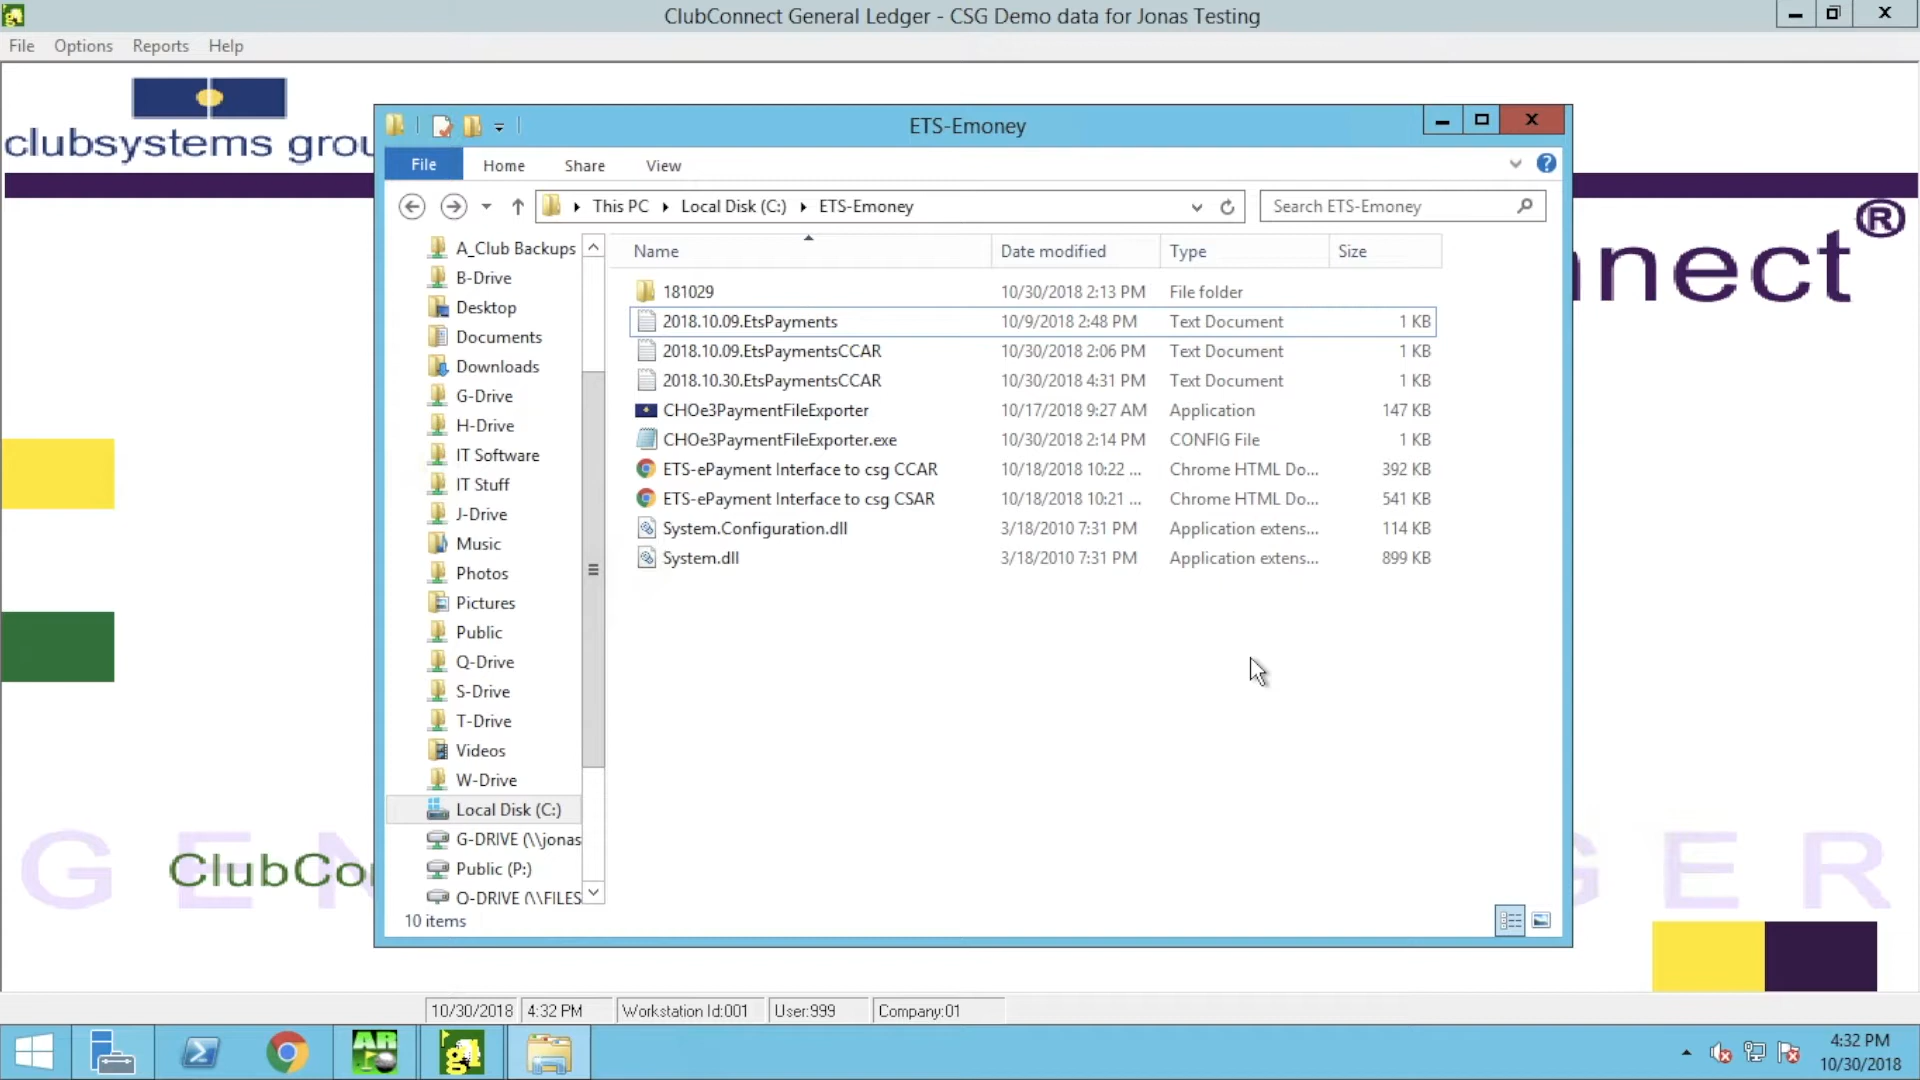 ClubConnect General Ledger - CSG Demo data for Jonas Testing
File Options Reports Help
clubsystems grou
nnect®
G E N
G E R
ClubCo
ETS-Emoney
File Home Share View
This PC Local Disk (C:) ETS-Emoney
Search ETS-Emoney
A_Club Backups
B-Drive
Desktop
Documents
Downloads
G-Drive
H-Drive
IT Software
IT Stuff
J-Drive
Music
Photos
Pictures
Public
Q-Drive
S-Drive
T-Drive
Videos
W-Drive
Local Disk (C:)
G-DRIVE (\\jonas
Public (P:)
Q-DRIVE (\\FILES
Name Date modified Type Size
181029 10/30/2018 2:13 PM File folder
2018.10.09.EtsPayments 10/9/2018 2:48 PM Text Document 1 KB
2018.10.09.EtsPaymentsCCAR 10/30/2018 2:06 PM Text Document 1 KB
2018.10.30.EtsPaymentsCCAR 10/30/2018 4:31 PM Text Document 1 KB
CHOe3PaymentFileExporter 10/17/2018 9:27 AM Application 147 KB
CHOe3PaymentFileExporter.exe 10/30/2018 2:14 PM CONFIG File 1 KB
ETS-ePayment Interface to csg CCAR 10/18/2018 10:22 ... Chrome HTML Do... 392 KB
ETS-ePayment Interface to csg CSAR 10/18/2018 10:21 ... Chrome HTML Do... 541 KB
System.Configuration.dll 3/18/2010 7:31 PM Application extens... 114 KB
System.dll 3/18/2010 7:31 PM Application extens... 899 KB
10 items
10/30/2018 4:32 PM Workstation Id:001 User:999 Company:01
AR
gl
4:32 PM
10/30/2018